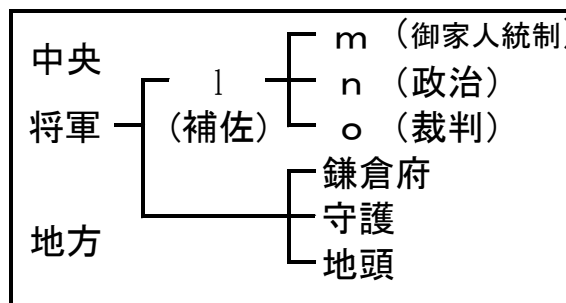 中央
将軍
地方
l
(補佐)
m (御家人統制)
n (政治)
o (裁判)
鎌倉府
守護
地頭